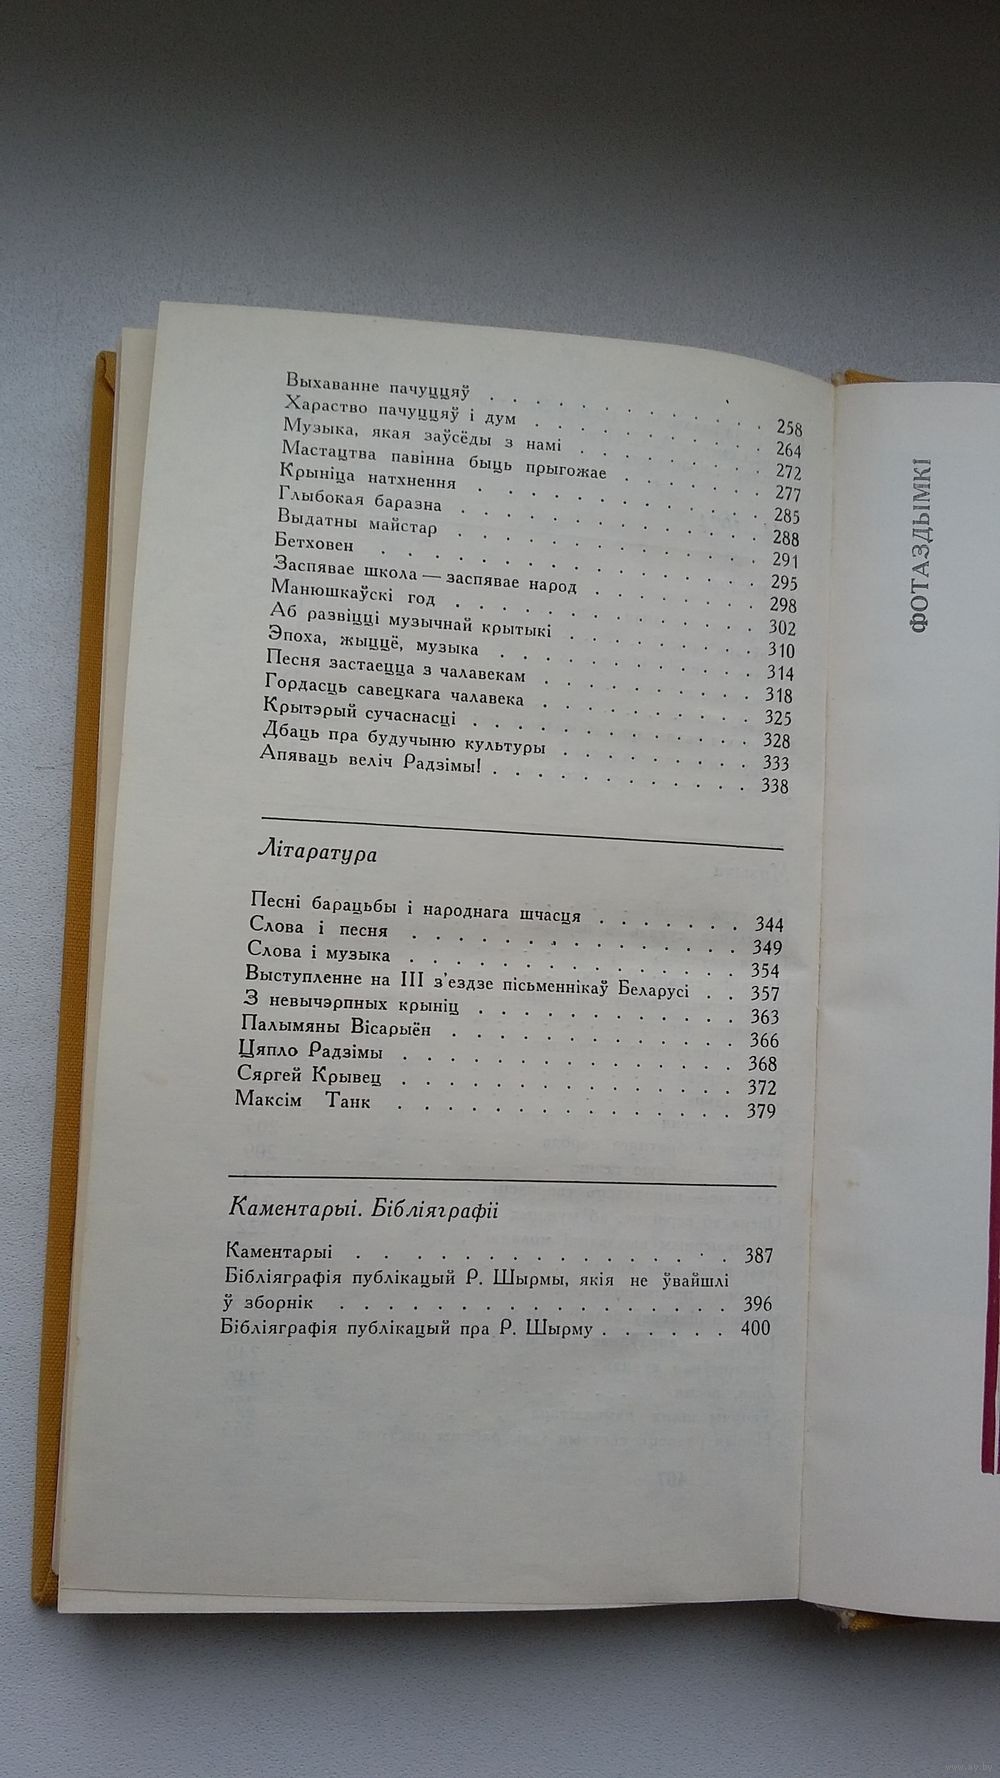 Выхаванне пачуццяў . . . . . . . . . . . . 258
Хараство пачуццяў і дум . . . . . . . . . . 264
Музыка, якая заўсёды з намі . . . . . . . . 272
Мастацтва павінна быць прыгожае . . . . . . 277
Крыніца натхнення . . . . . . . . . . . . 285
Глыбокая баразна . . . . . . . . . . . . 288
Выдатны майстар . . . . . . . . . . . . 291
Бетховен . . . . . . . . . . . . . . . 295
Заспявае школа — заспявае народ . . . . . . 298
Манюшкаўскі год . . . . . . . . . . . . 302
Аб развіцці музычнай крытыкі . . . . . . . 310
Эпоха, жыццё, музыка . . . . . . . . . . 314
Песня застаецца з чалавекам . . . . . . . . 318
Гордасць савецкага чалавека . . . . . . . . 325
Крытэрый сучаснасці . . . . . . . . . . . 328
Дбаць пра будучыню культуры . . . . . . . 333
Апяваць веліч Радзімы! . . . . . . . . . . 338
Літаратура
Песні барацьбы і народнага шчасця . . . . . . . 344
Слова і песня . . . . . . . . . . . . . . 349
Слова і музыка . . . . . . . . . . . . . . 354
Выступленне на III з'ездзе пісьменнікаў Беларусі . . 357
З невычэрпных крыніц . . . . . . . . . . . 363
Палымяны Вісарыён . . . . . . . . . . . . 366
Цяпло Радзімы . . . . . . . . . . . . . . 368
Сяргей Крывец . . . . . . . . . . . . . . 372
Максім Танк . . . . . . . . . . . . . . 379
Каментарыі. Бібліяграфіі
Каментарыі . . . . . . . . . . . . . 387
Бібліяграфія публікацый Р. Шырмы, якія не ўвайшлі
ў зборнік . . . . . . . . . . . . . . . . 396
Бібліяграфія публікацый пра Р. Шырму . . . . . . 400
ФОТАЗДЫМКІ
www.ay.by